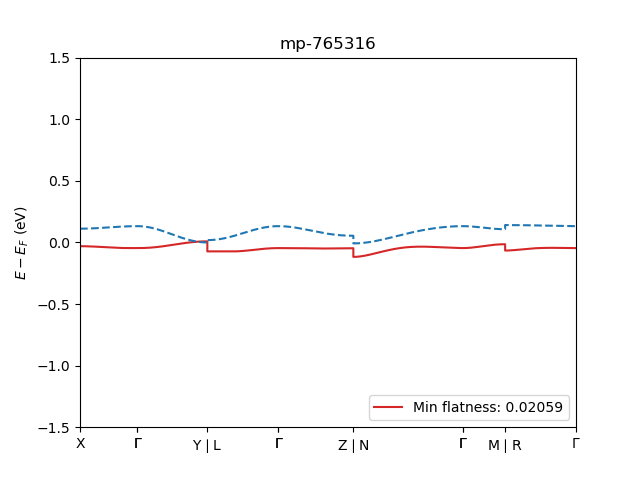 mp-765316
E − E_F (eV)
1.5
1.0
0.5
0.0
−0.5
−1.0
−1.5
Min flatness: 0.02059
X Γ Y | L Γ Z | N Γ M | R Γ